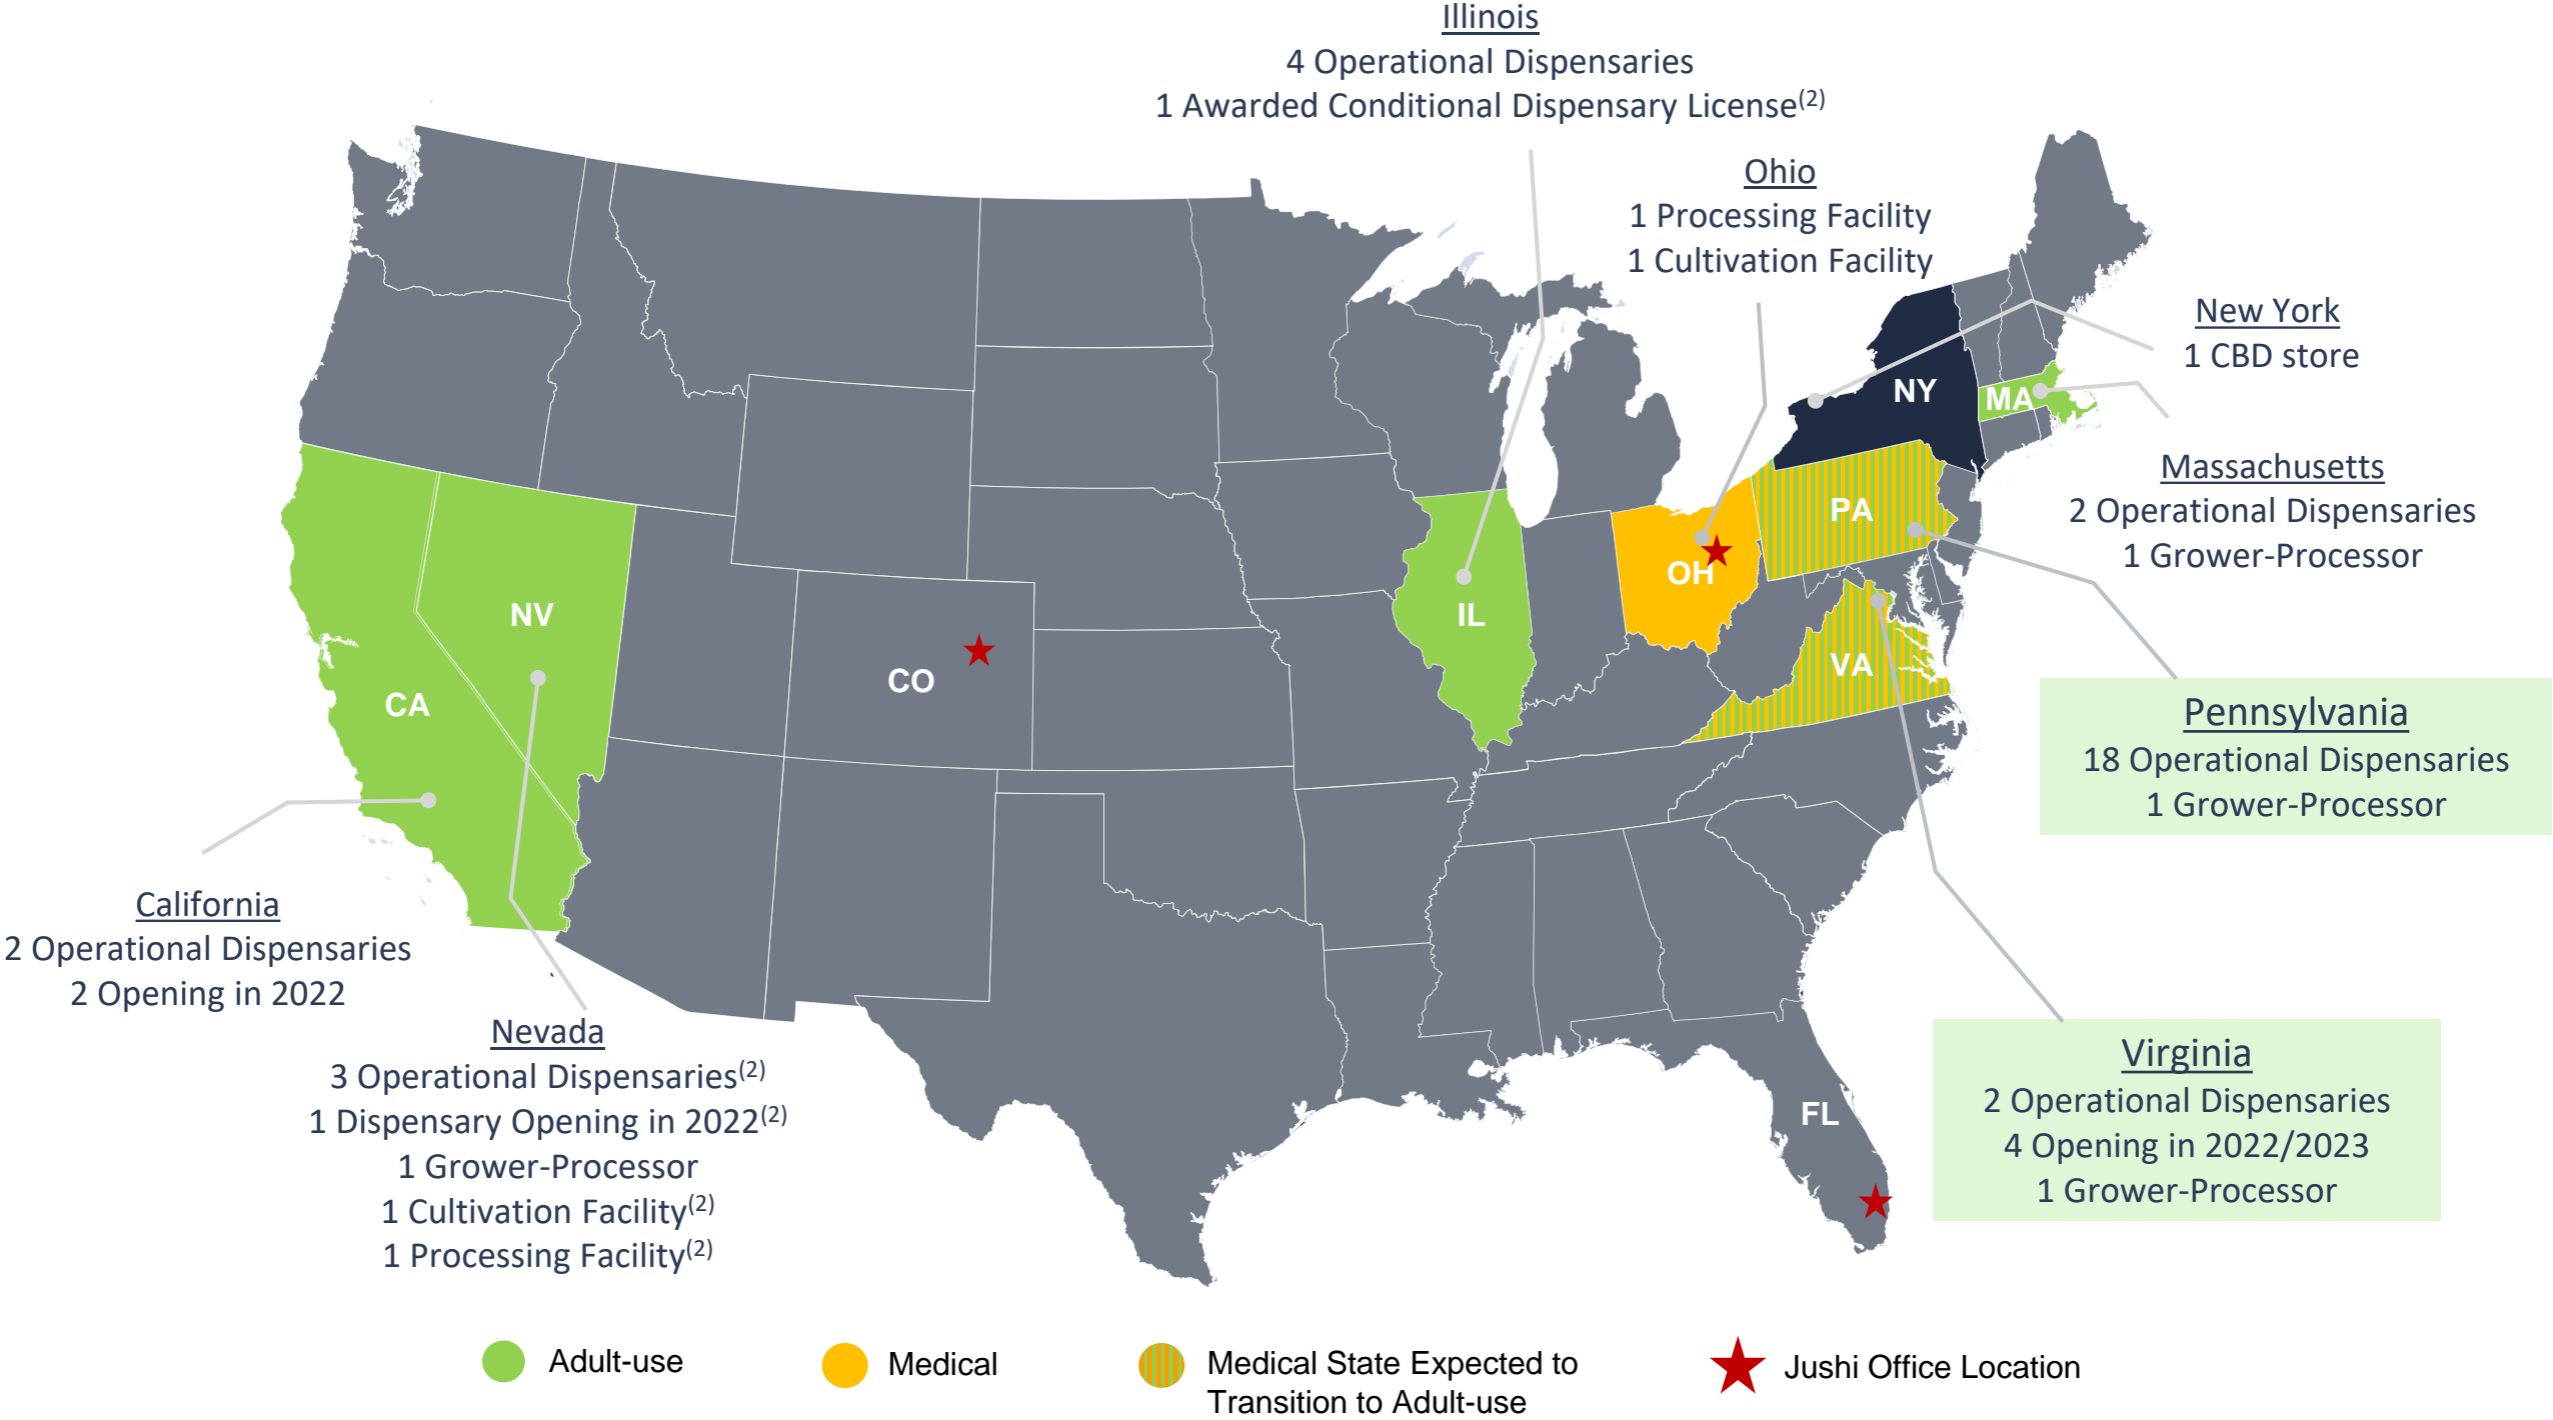 Illinois
4 Operational Dispensaries
1 Awarded Conditional Dispensary License(2)
Ohio
1 Processing Facility
1 Cultivation Facility
New York
1 CBD store
NY
MA
Massachusetts
2 Operational Dispensaries
1 Grower-Processor
PA
OH
NV
IL
CO
VA
CA
Pennsylvania
18 Operational Dispensaries
1 Grower-Processor
California
2 Operational Dispensaries
2 Opening in 2022
Nevada
3 Operational Dispensaries(2)
1 Dispensary Opening in 2022(2)
1 Grower-Processor
1 Cultivation Facility(2)
1 Processing Facility(2)
FL
Virginia
2 Operational Dispensaries
4 Opening in 2022/2023
1 Grower-Processor
Adult-use
Medical
Medical State Expected to
Transition to Adult-use
Jushi Office Location